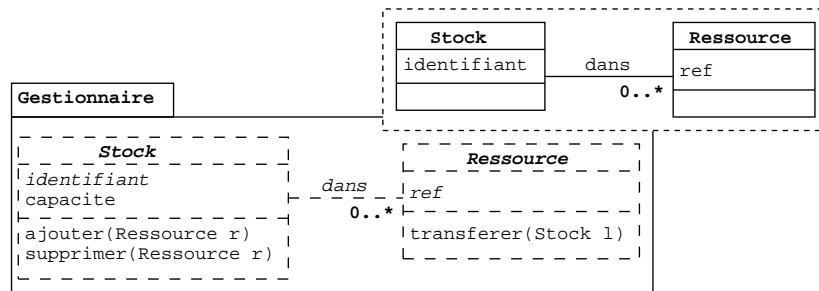 Stock
identifiant
dans
0..*
Ressource
ref
Gestionnaire
Stock
identifiant
capacite
ajouter(Ressource r)
supprimer(Ressource r)
dans
0..*
Ressource
ref
transferer(Stock l)